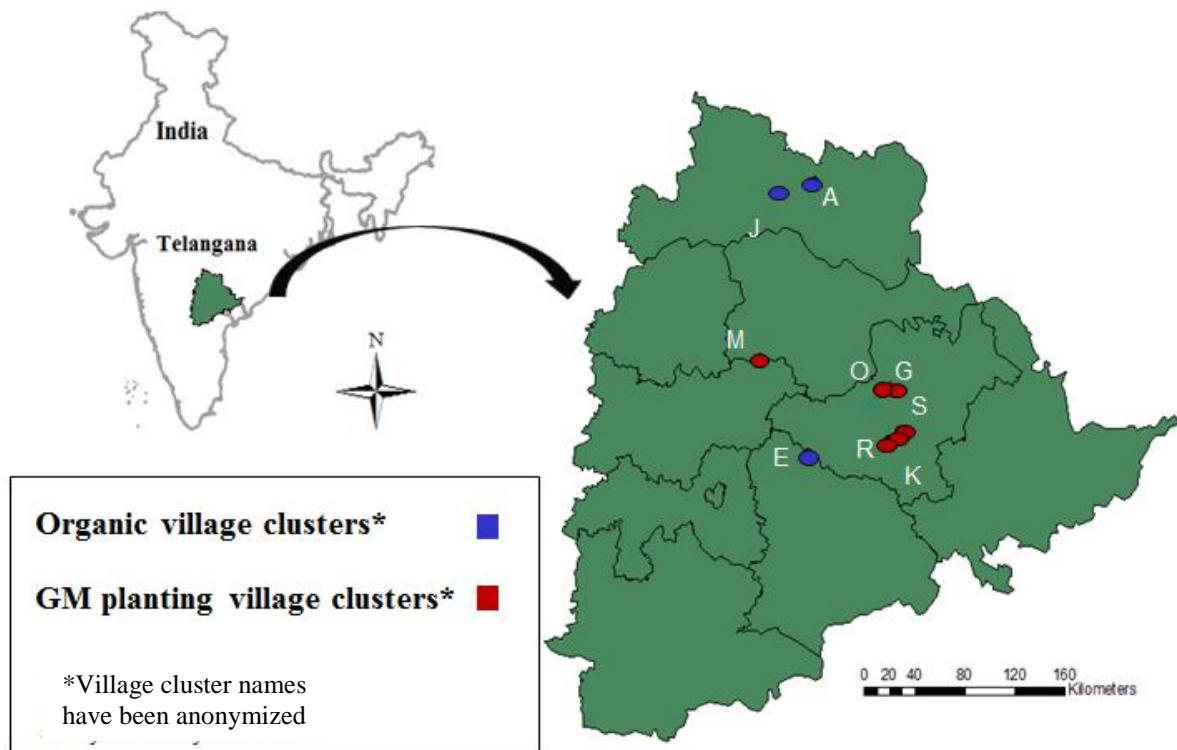 India
Telangana
N
A
J
M
O G
S
E R
K
Organic village clusters*
GM planting village clusters*
*Village cluster names
have been anonymized
0 20 40 80 120 160
Kilometers